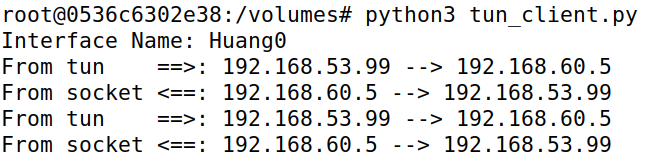 root@0536c6302e38:/volumes# python3 tun_client.py
Interface Name: Huang0
From tun    ==>: 192.168.53.99 --> 192.168.60.5
From socket <==: 192.168.60.5 --> 192.168.53.99
From tun    ==>: 192.168.53.99 --> 192.168.60.5
From socket <==: 192.168.60.5 --> 192.168.53.99